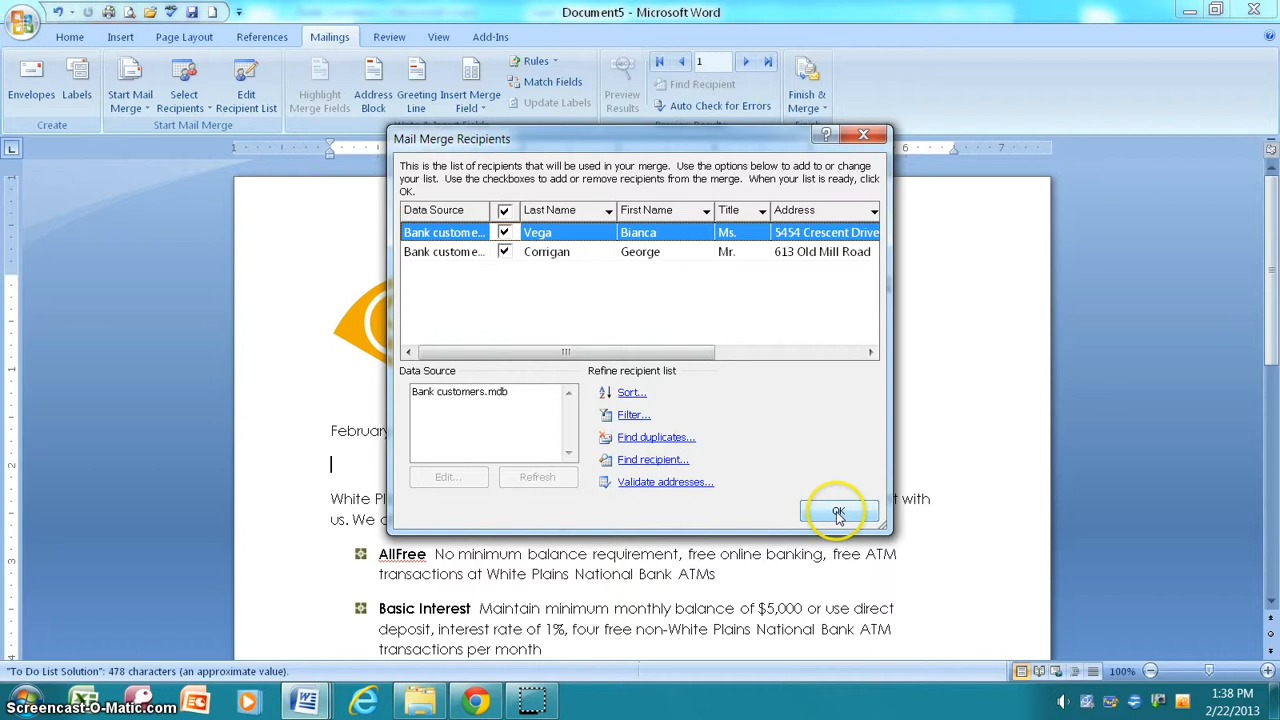 Document5 - Microsoft Word
Home Insert Page Layout References Mailings Review View Add-Ins
Envelopes Labels Start Mail Merge Select Recipients Edit Recipient List Highlight Merge Fields Address Block Greeting Line Insert Merge Field Rules Match Fields Update Labels Preview Results 1 Find Recipient Auto Check for Errors Finish & Merge
Create Start Mail Merge
Mail Merge Recipients
This is the list of recipients that will be used in your merge. Use the options below to add to or change
your list. Use the checkboxes to add or remove recipients from the merge. When your list is ready, click
OK.
Data Source Last Name First Name Title Address
Bank custome... Vega Bianca Ms. 5454 Crescent Drive
Bank custome... Corrigan George Mr. 613 Old Mill Road
Data Source Refine recipient list
Bank customers.mdb
Sort...
Filter...
Find duplicates...
Find recipient...
Validate addresses...
Edit... Refresh
OK
February
White Pl with
us. We
AllFree No minimum balance requirement, free online banking, free ATM
transactions at White Plains National Bank ATMs
Basic Interest Maintain minimum monthly balance of $5,000 or use direct
deposit, interest rate of 1%, four free non-White Plains National Bank ATM
transactions per month
"To Do List Solution": 478 characters (an approximate value). 100%
Screencast-O-Matic.com
1:38 PM
2/22/2013